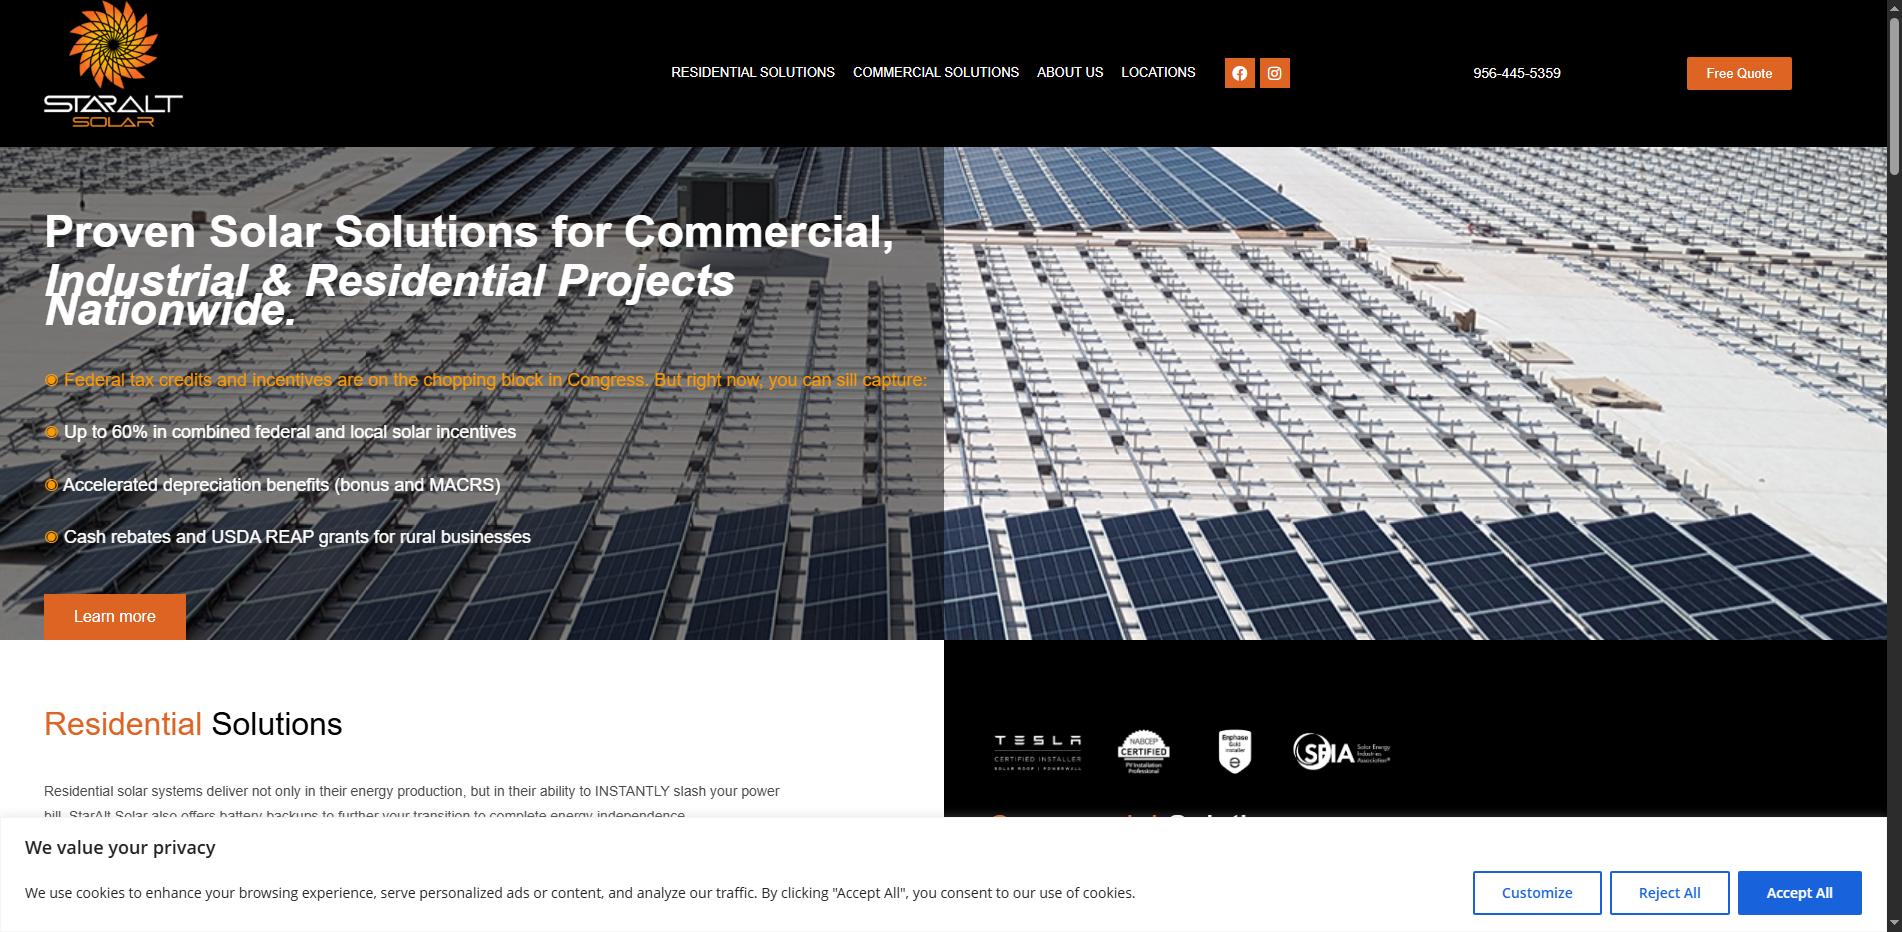 STARALT
SOLAR
RESIDENTIAL SOLUTIONS
COMMERCIAL SOLUTIONS
ABOUT US
LOCATIONS
956-445-5359
Free Quote
Proven Solar Solutions for Commercial,
Industrial & Residential Projects
Nationwide.
Federal tax credits and incentives are on the chopping block in Congress. But right now, you can sill capture:
Up to 60% in combined federal and local solar incentives
Accelerated depreciation benefits (bonus and MACRS)
Cash rebates and USDA REAP grants for rural businesses
Learn more
Residential Solutions
Residential solar systems deliver not only in their energy production, but in their ability to INSTANTLY slash your power
bill. StarAlt Solar also offers battery backups to further your transition to complete energy independence.
TESLA
CERTIFIED INSTALLER
SOLAR ROOF | POWERWALL
NABCEP
CERTIFIED
PV Installation
Professional
Enphase
Gold
Installer
SEIA
Solar Energy
Industries
Association®
We value your privacy
We use cookies to enhance your browsing experience, serve personalized ads or content, and analyze our traffic. By clicking "Accept All", you consent to our use of cookies.
Customize
Reject All
Accept All